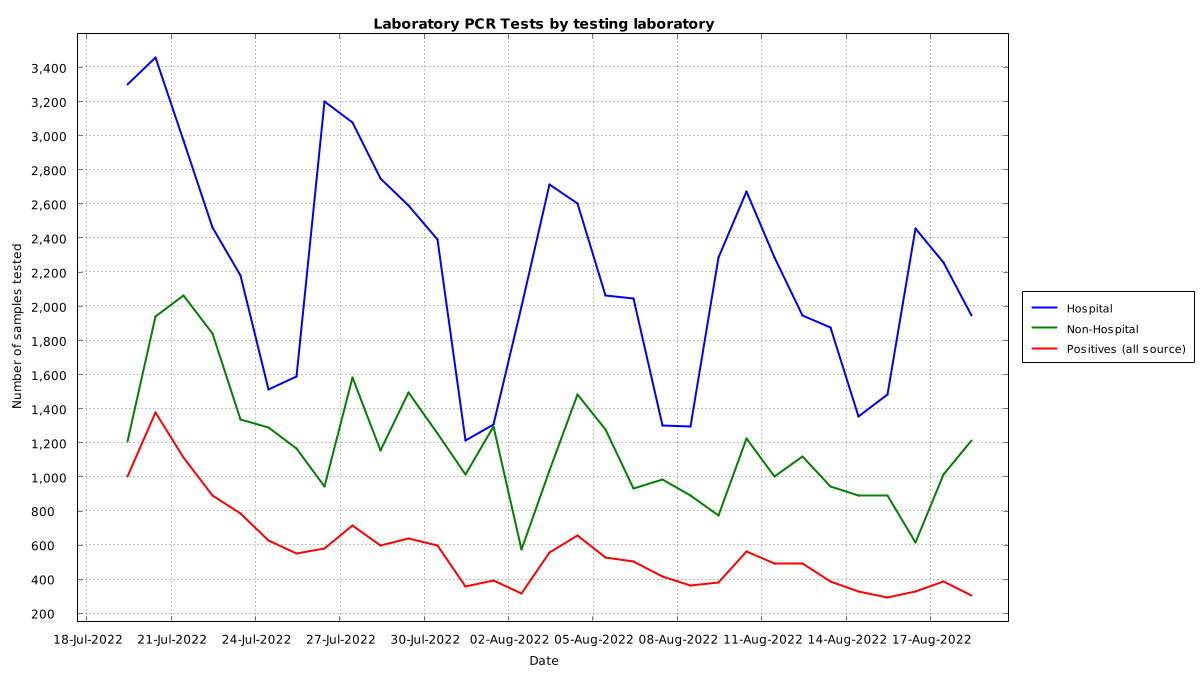 Laboratory PCR Tests by testing laboratory
3,400
3,200
3,000
2,800
2,600
2,400
2,200
2,000
1,800
1,600
1,400
1,200
1,000
800
600
400
200
Number of samples tested
18-Jul-2022 21-Jul-2022 24-Jul-2022 27-Jul-2022 30-Jul-2022 02-Aug-2022 05-Aug-2022 08-Aug-2022 11-Aug-2022 14-Aug-2022 17-Aug-2022
Date
Hospital
Non-Hospital
Positives (all source)